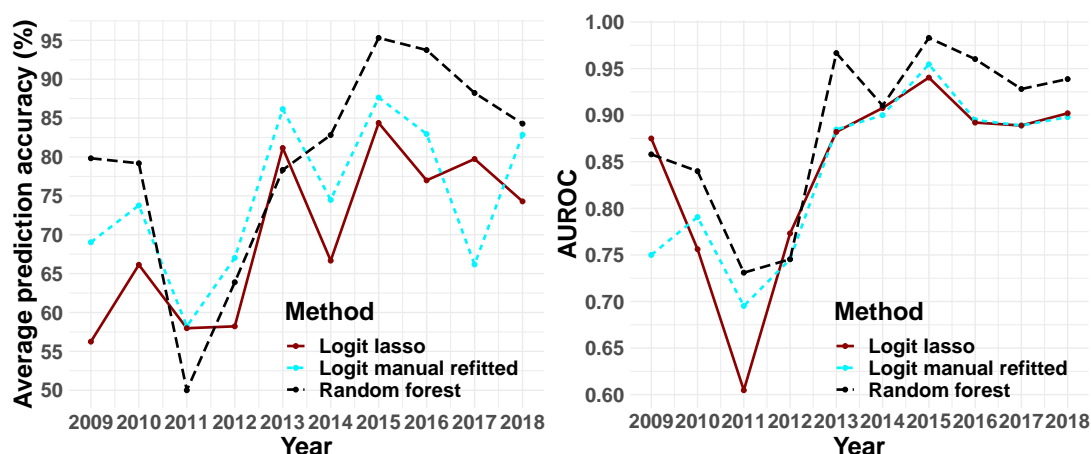 Average prediction accuracy (%)
95
90
85
80
75
70
65
60
55
50
Method
Logit lasso
Logit manual refitted
Random forest
2009 2010 2011 2012 2013 2014 2015 2016 2017 2018
Year
AUROC
1.00
0.95
0.90
0.85
0.80
0.75
0.70
0.65
0.60
Method
Logit lasso
Logit manual refitted
Random forest
2009 2010 2011 2012 2013 2014 2015 2016 2017 2018
Year